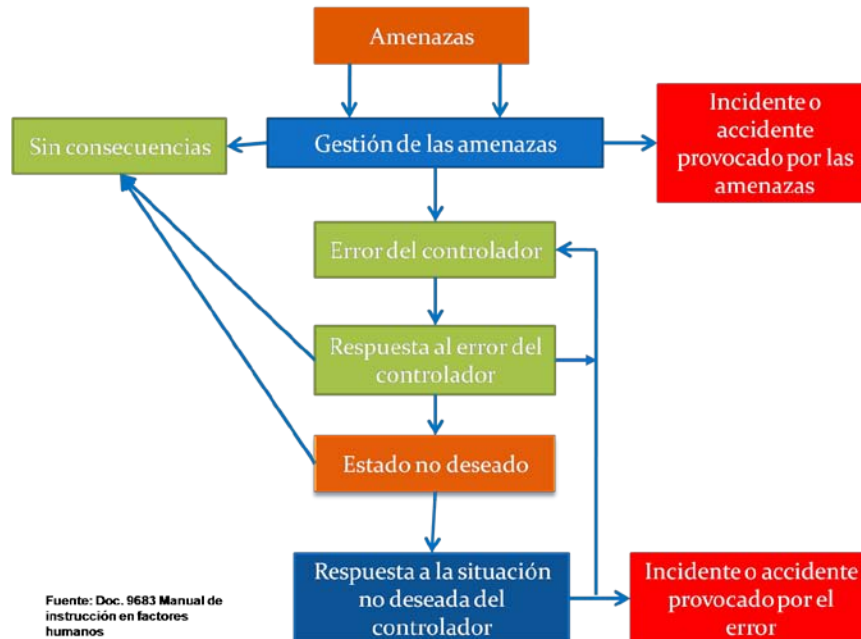 Amenazas
Incidente o
accidente
provocado por las
amenazas
Sin consecuencias
Gestión de las amenazas
Error del controlador
Respuesta al error del
controlador
Estado no deseado
Respuesta a la situación
no deseada del
controlador
Incidente o accidente
provocado por el
error
Fuente: Doc. 9683 Manual de
instrucción en factores
humanos